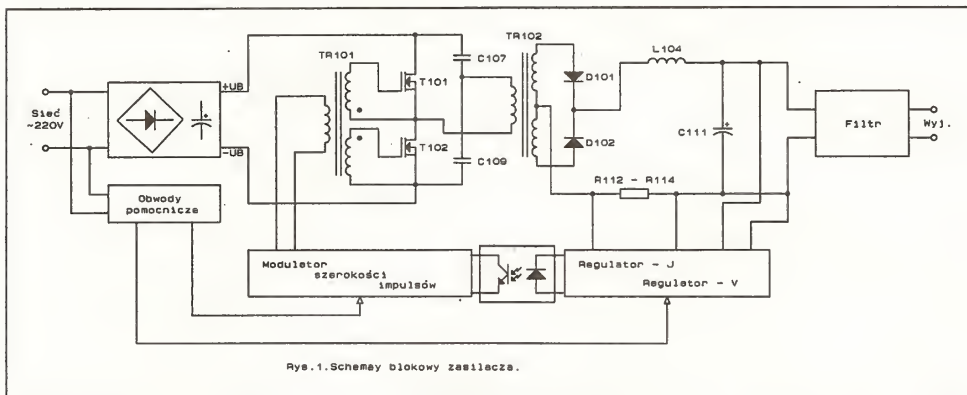 TR102
TR101
L104
C107
D101
T101
+UB
Sieć
~220V
Filtr
Wyj.
C111
D102
T102
-UB
C109
R112 - R114
Obwody
pomocnicze
Modulator
szerokości
impulsów
Regulator - J
Regulator - V
Rys.1.Schemay blokowy zasilacza.